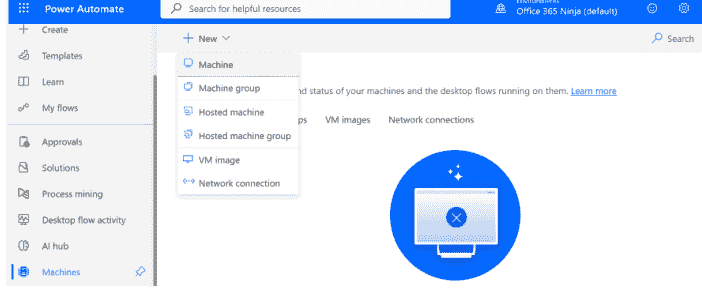 Power Automate
Search for helpful resources
Environments
Office 365 Ninja (default)
Create
Templates
Learn
My flows
Approvals
Solutions
Process mining
Desktop flow activity
AI hub
Machines
New
Search
Machine
Machine group
Hosted machine
Hosted machine group
VM image
Network connection
nd status of your machines and the desktop flows running on them. Learn more
ps VM images Network connections